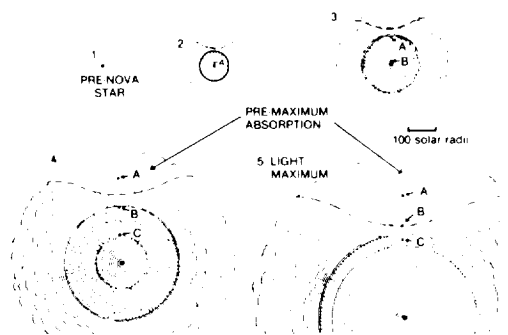 1
PRE-NOVA
STAR
2
A
3
A
B
PRE-MAXIMUM
ABSORPTION
100 solar radii
4
A
B
C
5 LIGHT
MAXIMUM
A
B
C